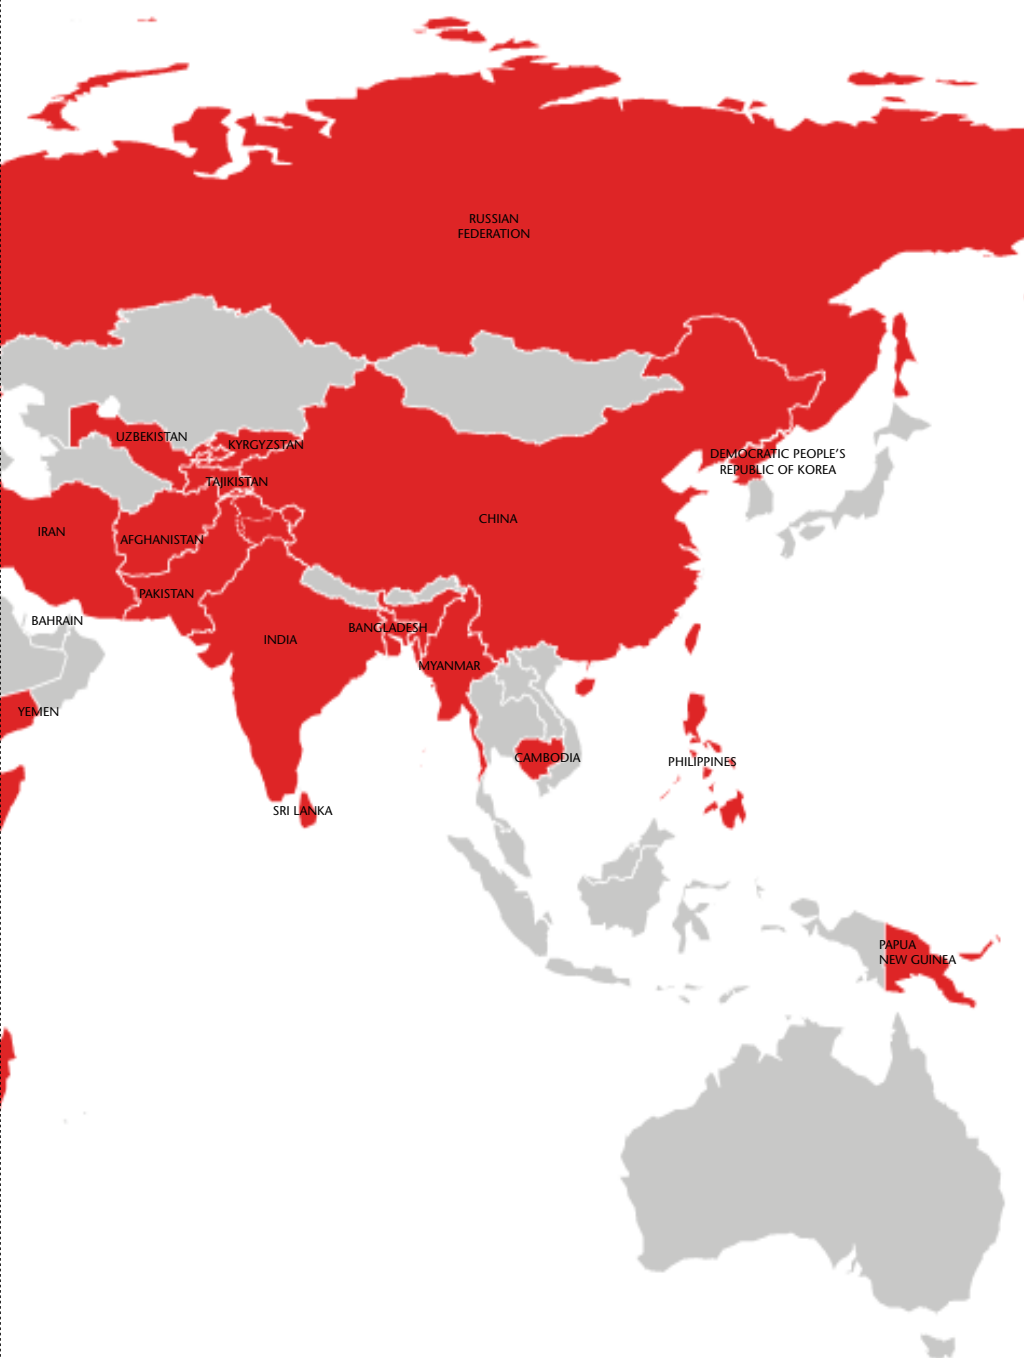 RUSSIAN
FEDERATION
UZBEKISTAN
KYRGYZSTAN
DEMOCRATIC PEOPLE'S
REPUBLIC OF KOREA
TAJIKISTAN
CHINA
IRAN
AFGHANISTAN
PAKISTAN
BAHRAIN
BANGLADESH
INDIA
MYANMAR
YEMEN
CAMBODIA
PHILIPPINES
SRI LANKA
PAPUA
NEW GUINEA